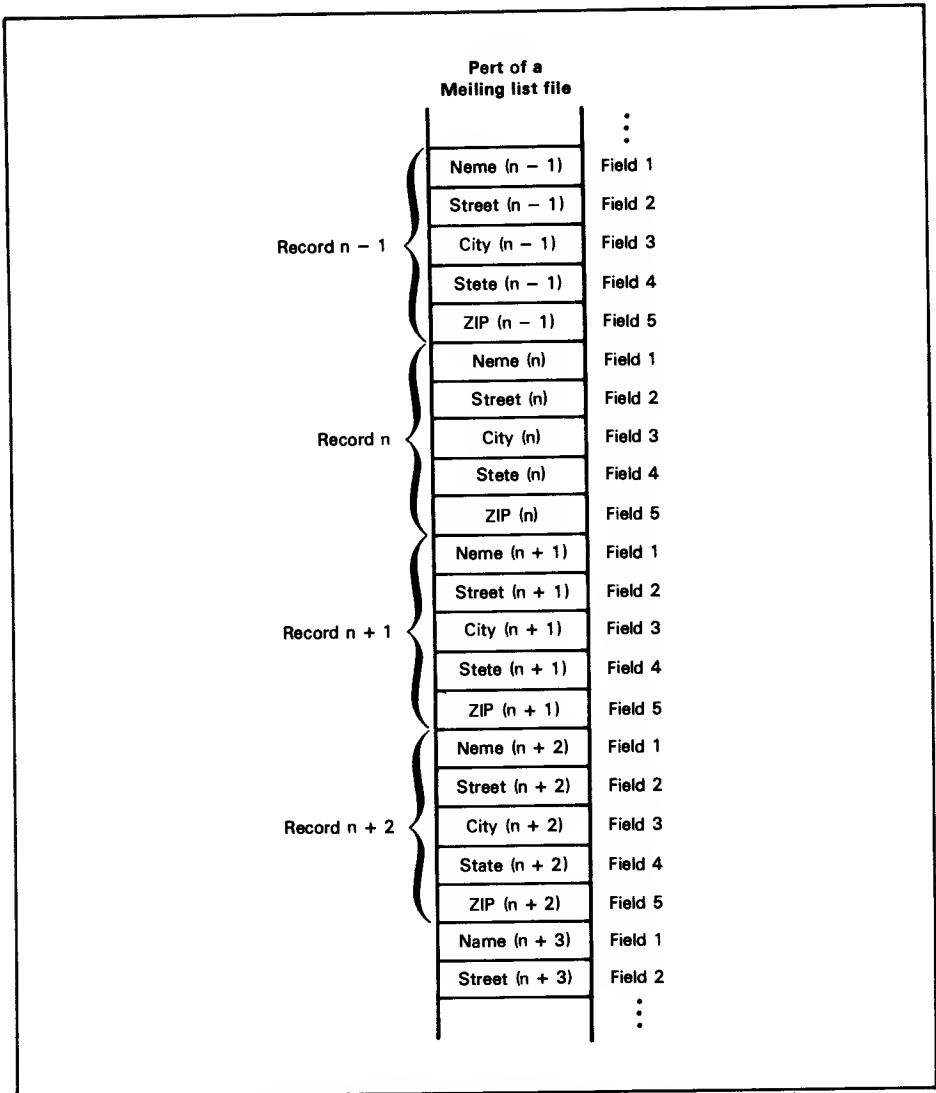 Pert of a
Meiling list file
Neme (n − 1) Field 1
Street (n − 1) Field 2
Record n − 1 City (n − 1) Field 3
Stete (n − 1) Field 4
ZIP (n − 1) Field 5
Neme (n) Field 1
Street (n) Field 2
Record n City (n) Field 3
Stete (n) Field 4
ZIP (n) Field 5
Neme (n + 1) Field 1
Street (n + 1) Field 2
Record n + 1 City (n + 1) Field 3
Stete (n + 1) Field 4
ZIP (n + 1) Field 5
Neme (n + 2) Field 1
Street (n + 2) Field 2
Record n + 2 City (n + 2) Field 3
State (n + 2) Field 4
ZIP (n + 2) Field 5
Name (n + 3) Field 1
Street (n + 3) Field 2